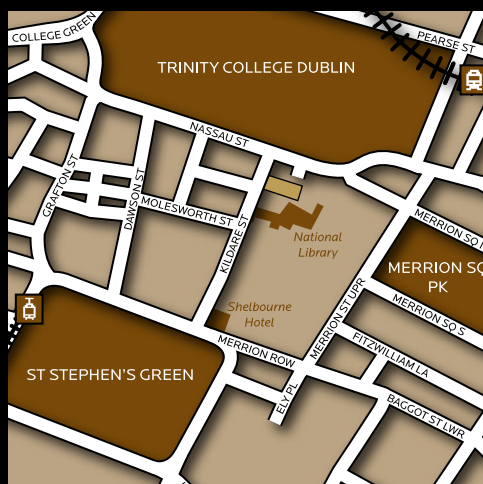 COLLEGE GREEN
PEARSE ST
TRINITY COLLEGE DUBLIN
NASSAU ST
GRAFTON ST
DAWSON ST
MOLESWORTH ST
KILDARE ST
National
Library
MERRION SQ N
MERRION SQ
PK
MERRION SQ S
Shelbourne
Hotel
MERRION ST UPR
MERRION ROW
FITZWILLIAM LA
ST STEPHEN'S GREEN
ELY PL
BAGGOT ST LWR